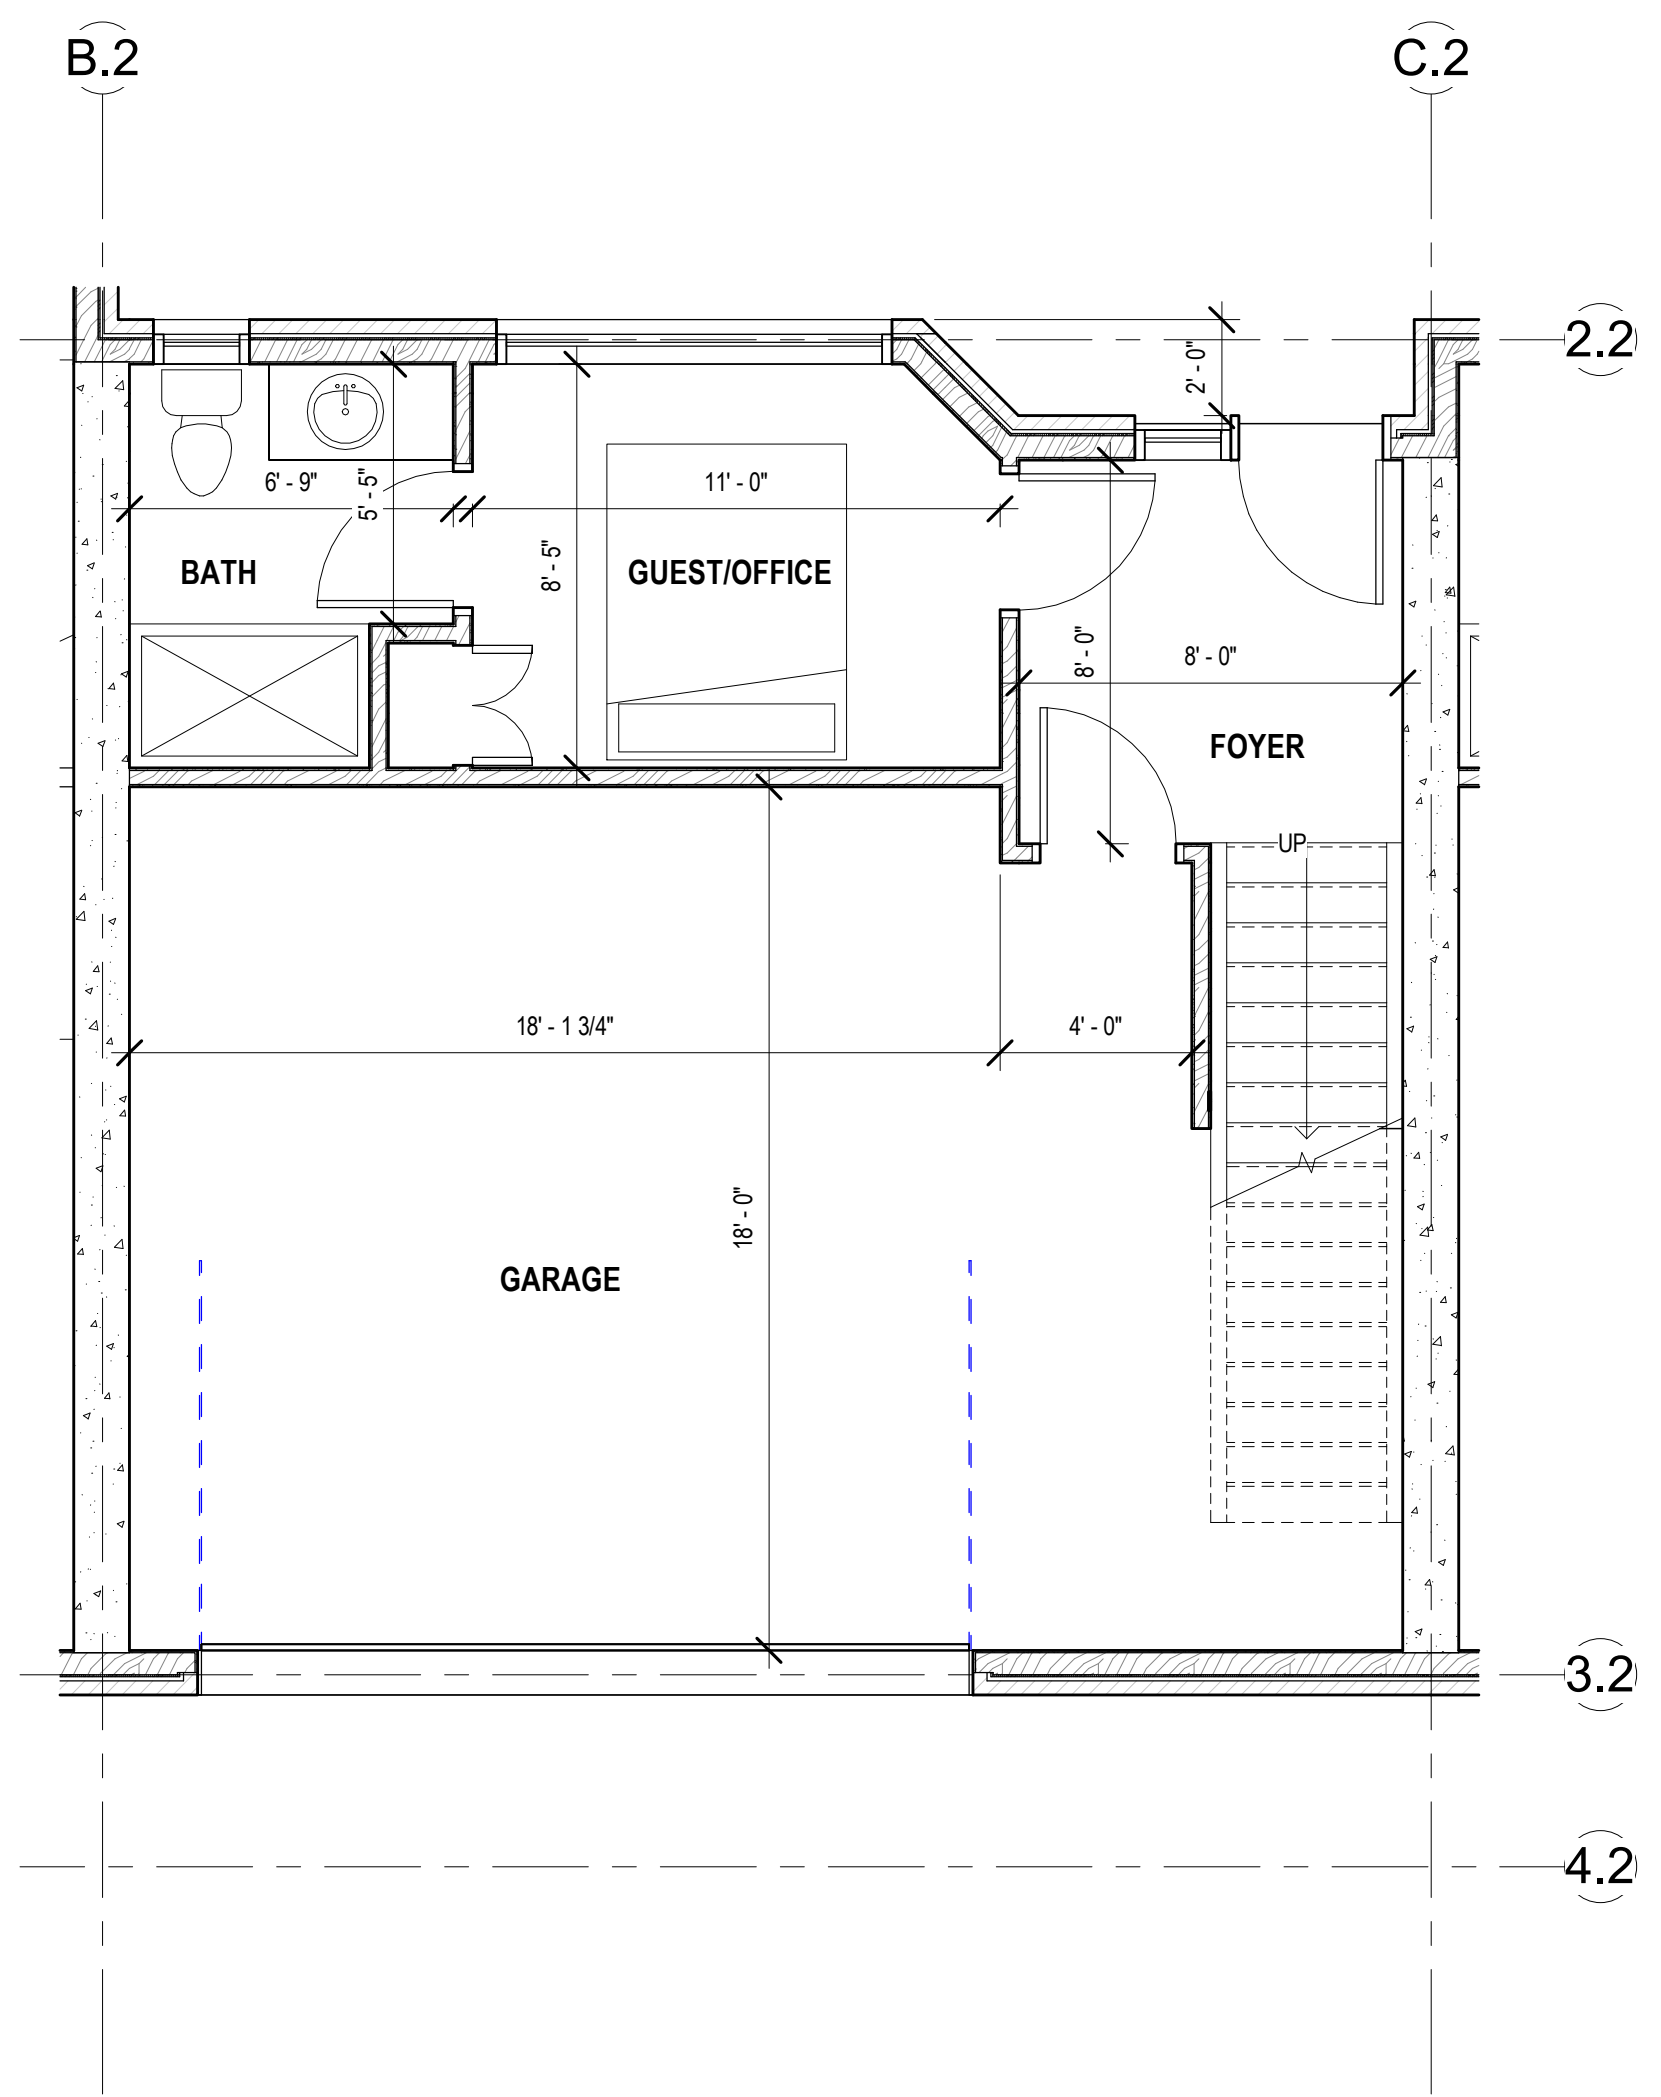 B.2
C.2
2.2
2' - 0"
6' - 9"
5' - 5"
11' - 0"
8' - 5"
BATH
GUEST/OFFICE
8' - 0"
8' - 0"
FOYER
UP
18' - 1 3/4"
4' - 0"
18' - 0"
GARAGE
3.2
4.2